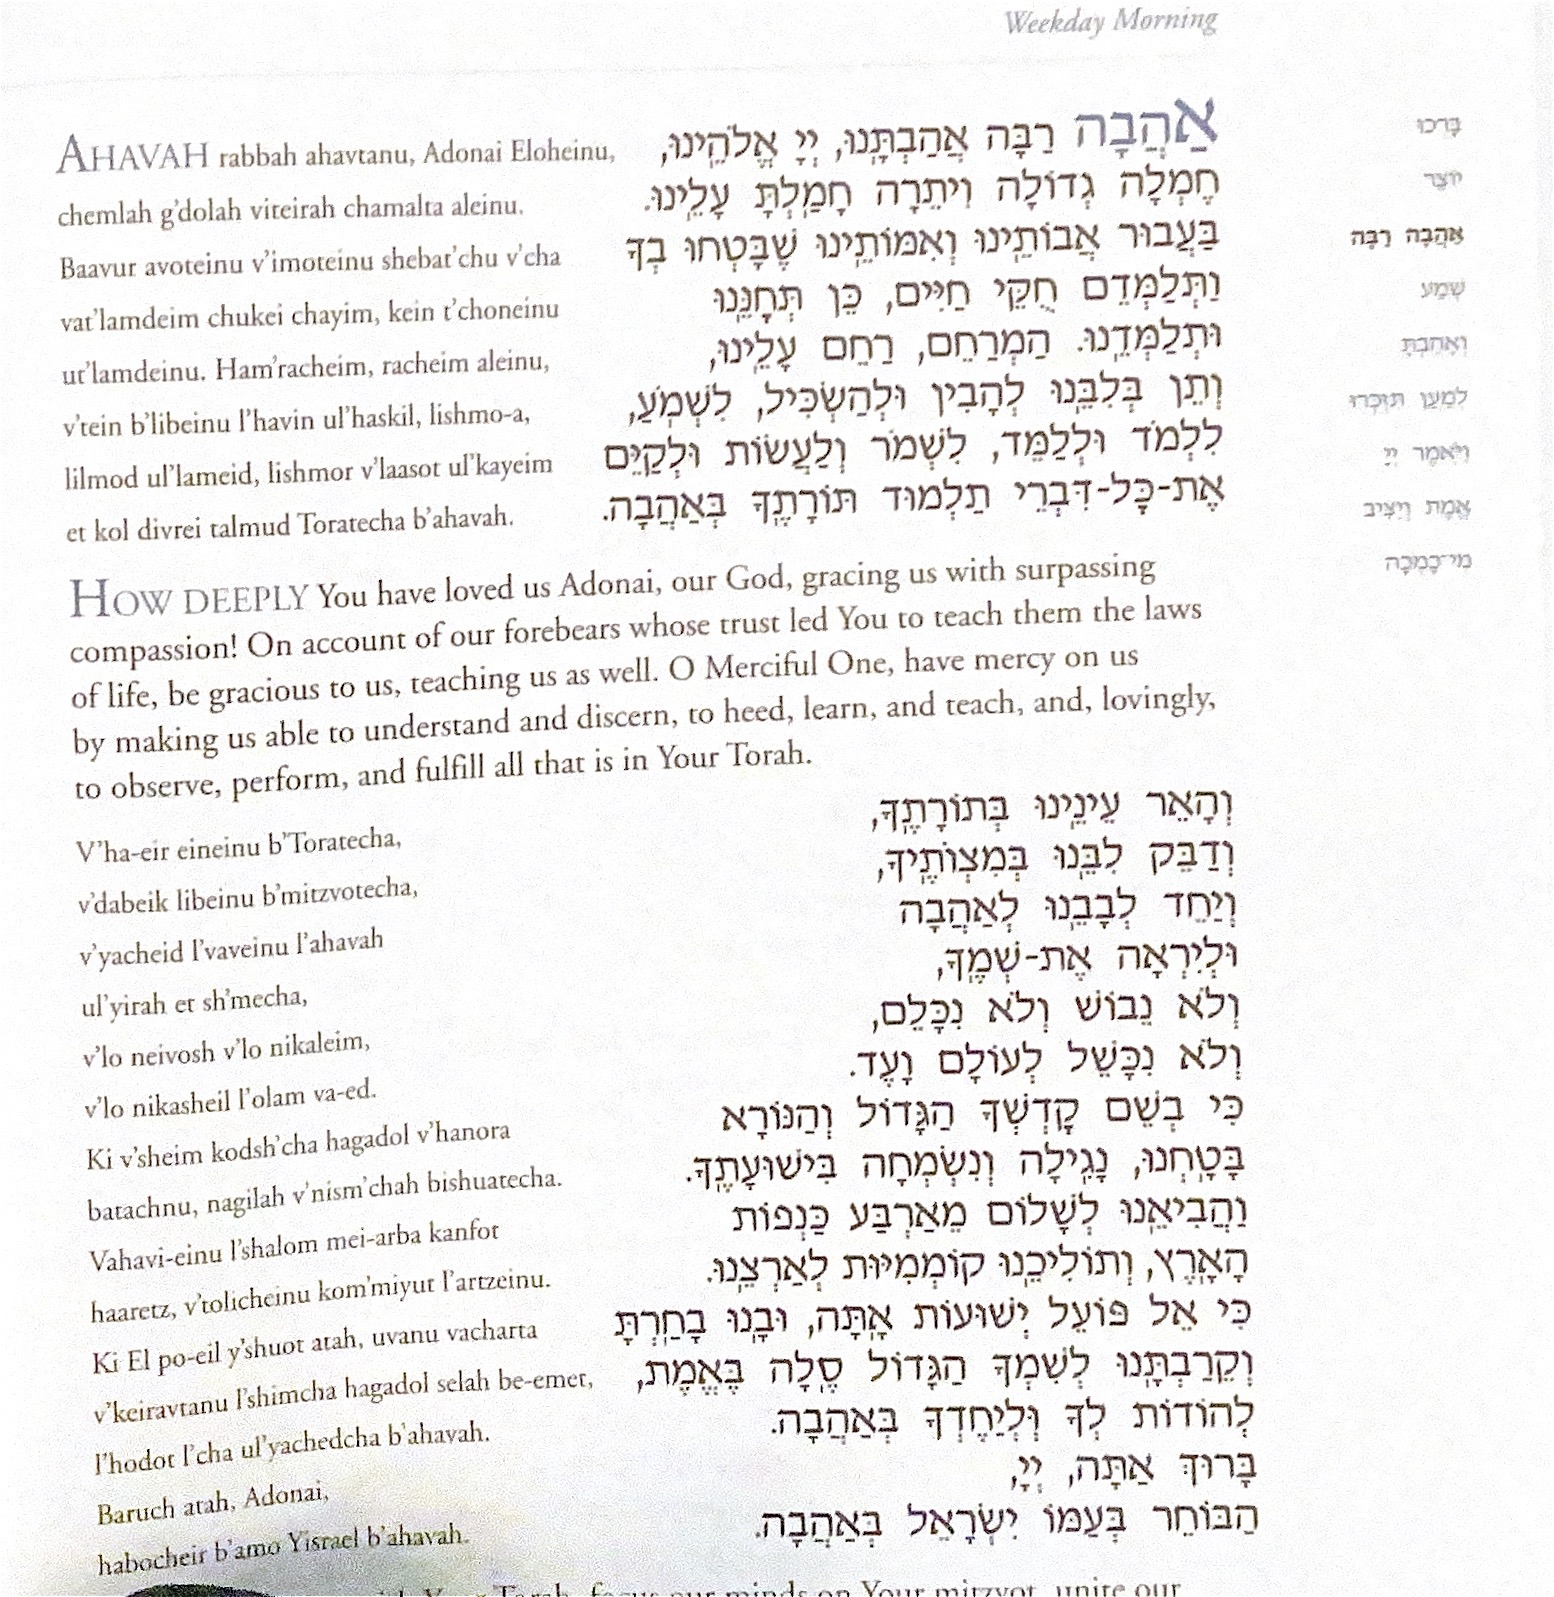 Weekday Morning
AHAVAH rabbah ahavtanu, Adonai Eloheinu,
chemlah g'dolah viteirah chamalta aleinu.
Baavur avoteinu v'imoteinu shebat'chu v'cha
vat'lamdeim chukei chayim, kein t'choneinu
ut'lamdeinu. Ham'racheim, racheim aleinu,
v'tein b'libeinu l'havin ul'haskil, lishmo-a,
lilmod ul'lameid, lishmor v'laasot ul'kayeim
et kol divrei talmud Toratecha b'ahavah.
אַהֲבָה רַבָּה אֲהַבְתָּֽנוּ, יְיָ אֱלֹהֵֽינוּ,
חֶמְלָה גְדוֹלָה וִיתֵרָה חָמַֽלְתָּ עָלֵֽינוּ.
בַּעֲבוּר אֲבוֹתֵֽינוּ וְאִמּוֹתֵֽינוּ שֶׁבָּטְחוּ בְךָ
וַתְּלַמְּדֵם חֻקֵּי חַיִּים, כֵּן תְּחָנֵּֽנוּ
וּתְלַמְּדֵֽנוּ. הַמְרַחֵם, רַחֵם עָלֵֽינוּ,
וְתֵן בְּלִבֵּֽנוּ לְהָבִין וּלְהַשְׂכִּיל, לִשְׁמֹֽעַ,
לִלְמֹד וּלְלַמֵּד, לִשְׁמֹר וְלַעֲשׂוֹת וּלְקַיֵּם
אֶת-כׇּל-דִּבְרֵי תַלְמוּד תּוֹרָתֶֽךָ בְּאַהֲבָה.
HOW DEEPLY You have loved us Adonai, our God, gracing us with surpassing
compassion! On account of our forebears whose trust led You to teach them the laws
of life, be gracious to us, teaching us as well. O Merciful One, have mercy on us
by making us able to understand and discern, to heed, learn, and teach, and, lovingly,
to observe, perform, and fulfill all that is in Your Torah.
V'ha-eir eineinu b'Toratecha,
v'dabeik libeinu b'mitzvotecha,
v'yacheid l'vaveinu l'ahavah
ul'yirah et sh'mecha,
v'lo neivosh v'lo nikaleim,
v'lo nikasheil l'olam va-ed.
Ki v'sheim kodsh'cha hagadol v'hanora
batachnu, nagilah v'nism'chah bishuatecha.
Vahavi-einu l'shalom mei-arba kanfot
haaretz, v'tolicheinu kom'miyut l'artzeinu.
Ki El po-eil y'shuot atah, uvanu vacharta
v'keiravtanu l'shimcha hagadol selah be-emet,
l'hodot l'cha ul'yachedcha b'ahavah.
Baruch atah, Adonai,
habocheir b'amo Yisrael b'ahavah.
וְהָאֵר עֵינֵֽינוּ בְּתוֹרָתֶֽךָ,
וְדַבֵּק לִבֵּֽנוּ בְּמִצְוֹתֶֽיךָ,
וְיַחֵד לְבָבֵֽנוּ לְאַהֲבָה
וּלְיִרְאָה אֶת-שְׁמֶֽךָ,
וְלֹא נֵבוֹשׁ וְלֹא נִכָּלֵם,
וְלֹא נִכָּשֵׁל לְעוֹלָם וָעֶד.
כִּי בְשֵׁם קָדְשְׁךָ הַגָּדוֹל וְהַנּוֹרָא
בָּטָֽחְנוּ, נָגִֽילָה וְנִשְׂמְחָה בִּישׁוּעָתֶֽךָ.
וַהֲבִיאֵֽנוּ לְשָׁלוֹם מֵאַרְבַּע כַּנְפוֹת
הָאָֽרֶץ, וְתוֹלִיכֵֽנוּ קוֹמְמִיּוּת לְאַרְצֵֽנוּ.
כִּי אֵל פּוֹעֵל יְשׁוּעוֹת אָֽתָּה, וּבָֽנוּ בָחַֽרְתָּ
וְקֵרַבְתָּֽנוּ לְשִׁמְךָ הַגָּדוֹל סֶֽלָה בֶּאֱמֶת,
לְהוֹדוֹת לְךָ וּלְיַחֶדְךָ בְּאַהֲבָה.
בָּרוּךְ אַתָּה, יְיָ,
הַבּוֹחֵר בְּעַמּוֹ יִשְׂרָאֵל בְּאַהֲבָה.
Your Torah, focus our minds on Your mitzvot, unite our
בָּרְכוּ
יוֹצֵר
אַהֲבָה רַבָּה
שְׁמַע
וְאָהַבְתָּ
לְמַעַן תִּזְכְּרוּ
וַיֹּאמֶר יְיָ
אֱמֶת וְיַצִּיב
מִי־כָמֹכָה